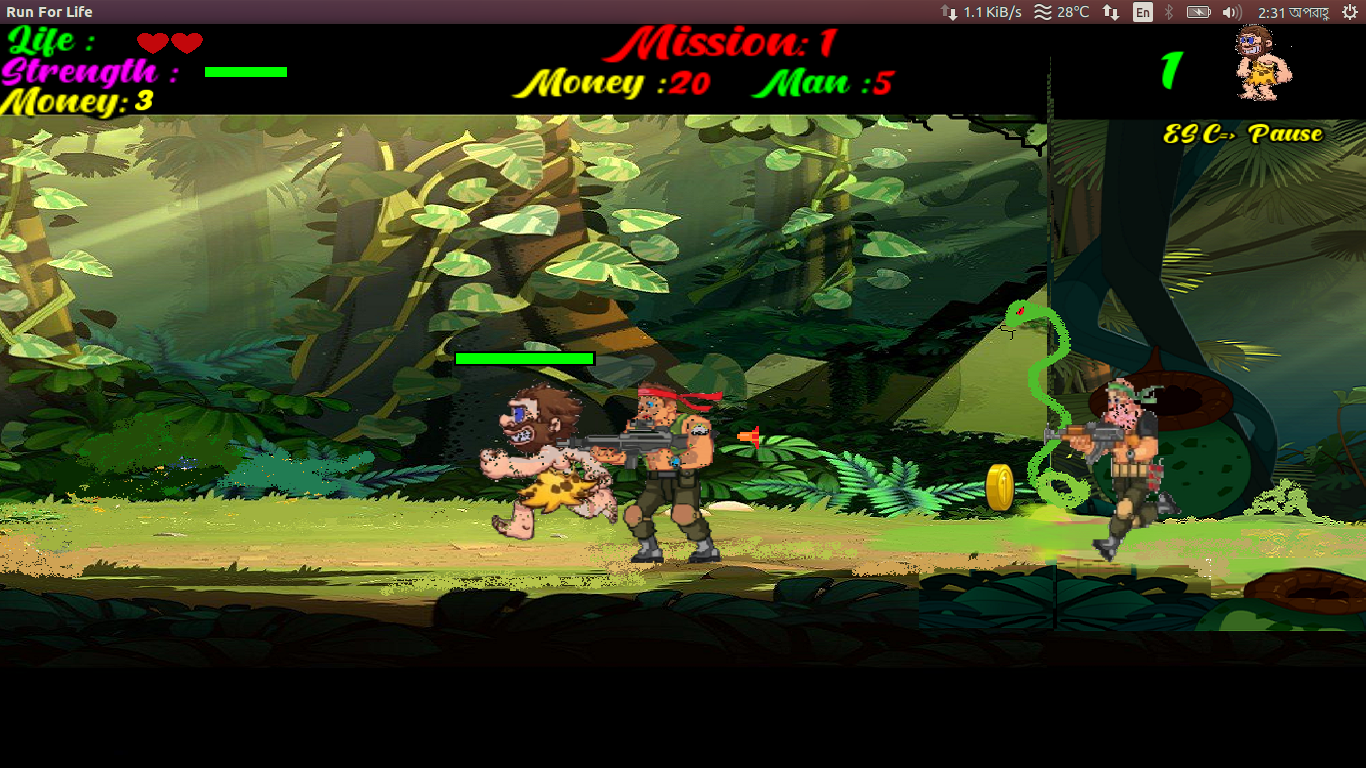 Run For Life
1.1 KiB/s 28°C En 2:31 অপরাহ্ণ
Life :
Mission: 1
1
Strength :
Money :20 Man :5
Money: 3
ESC=> Pause